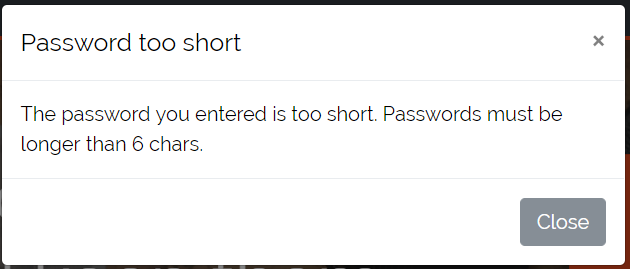 Password too short
×
The password you entered is too short. Passwords must be
longer than 6 chars.
Close